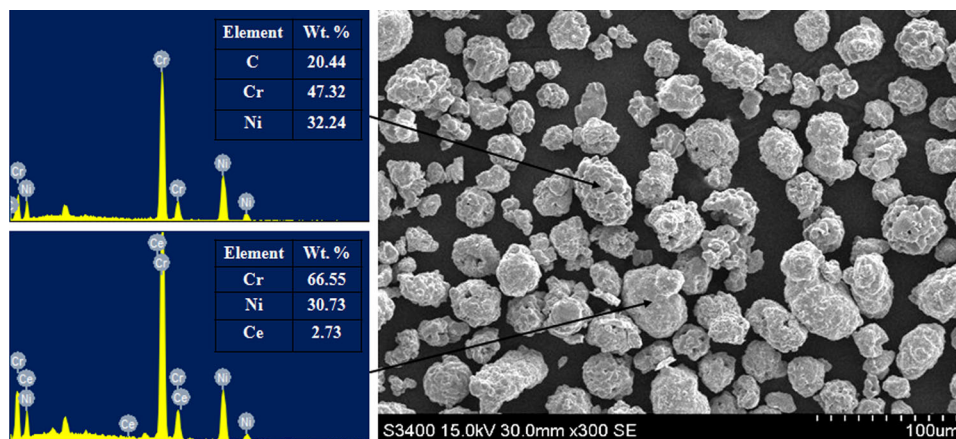 Element Wt. %
C 20.44
Cr 47.32
Ni 32.24
Cr
Cr
Ni
Cr
Ni
Ni
Element Wt. %
Cr 66.55
Ni 30.73
Ce 2.73
Ce
Cr
Cr
Ce
Ni
Ce
Cr
Ce
Ni
Ni
S3400 15.0kV 30.0mm x300 SE 100um